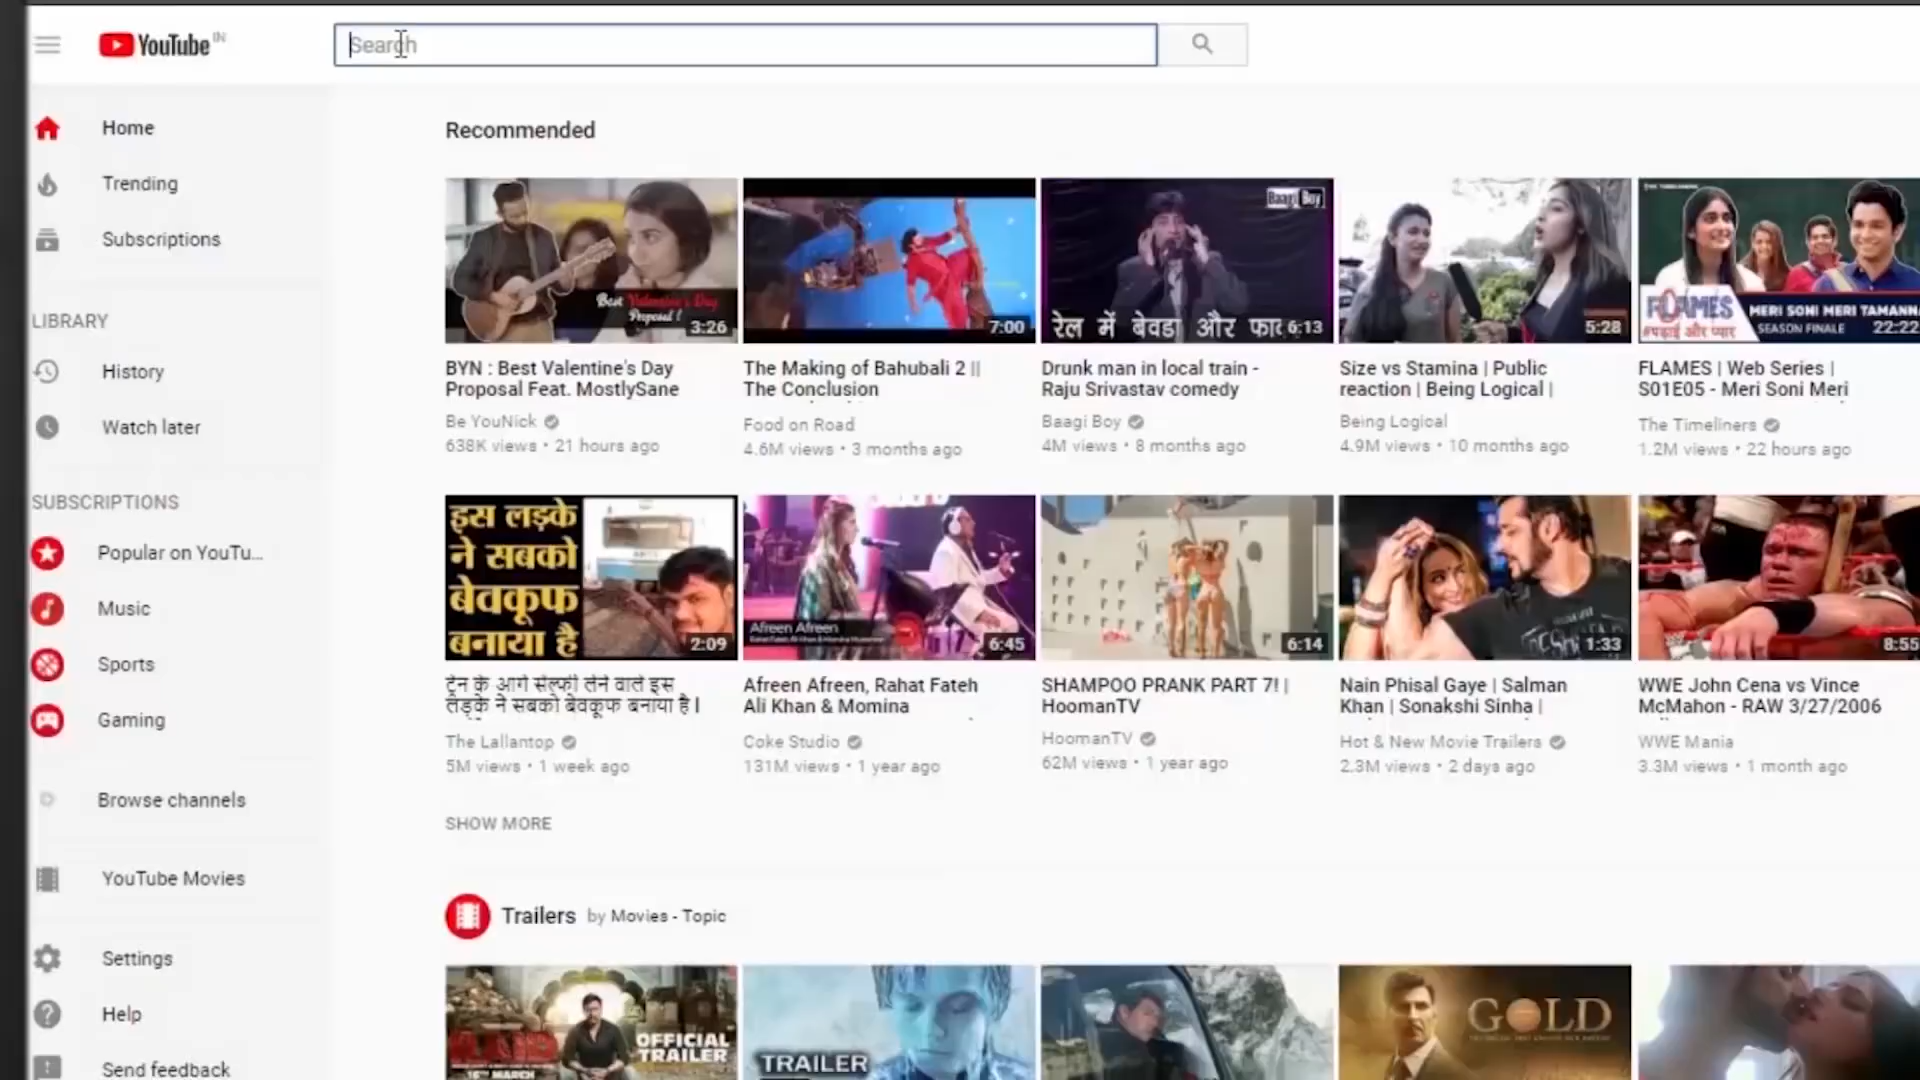 YouTube IN
Search
Home
Trending
Subscriptions
LIBRARY
History
Watch later
SUBSCRIPTIONS
Popular on YouTu...
Music
Sports
Gaming
Browse channels
YouTube Movies
Settings
Help
Send feedback
Recommended
Best Valentine's Day
Proposal !
3:26
BYN : Best Valentine's Day
Proposal Feat. MostlySane
Be YouNick
638K views • 21 hours ago
7:00
The Making of Bahubali 2 ||
The Conclusion
Food on Road
4.6M views • 3 months ago
Baagi Boy
रेल में बेवडा और
6:13
Drunk man in local train -
Raju Srivastav comedy
Baagi Boy
4M views • 8 months ago
5:28
Size vs Stamina | Public
reaction | Being Logical |
Being Logical
4.9M views • 10 months ago
FLAMES
#पढ़ाई और प्यार
MERI SONI MERI TAMANN
SEASON FINALE
22:22
FLAMES | Web Series |
S01E05 - Meri Soni Meri
The Timeliners
1.2M views • 22 hours ago
इस लड़के
ने सबको
बेवकूफ
बनाया है
2:09
ट्रेन के आगे सेल्फी लेने वाले इस
लड़के ने सबको बेवकूफ बनाया है l
The Lallantop
5M views • 1 week ago
Afreen Afreen
6:45
Afreen Afreen, Rahat Fateh
Ali Khan & Momina
Coke Studio
131M views • 1 year ago
6:14
SHAMPOO PRANK PART 7! |
HoomanTV
HoomanTV
62M views • 1 year ago
1:33
Nain Phisal Gaye | Salman
Khan | Sonakshi Sinha |
Hot & New Movie Trailers
2.3M views • 2 days ago
8:55
WWE John Cena vs Vince
McMahon - RAW 3/27/2006
WWE Mania
3.3M views • 1 month ago
SHOW MORE
Trailers by Movies - Topic
RAID
OFFICIAL
TRAILER
16TH MARCH
TRAILER
GOLD